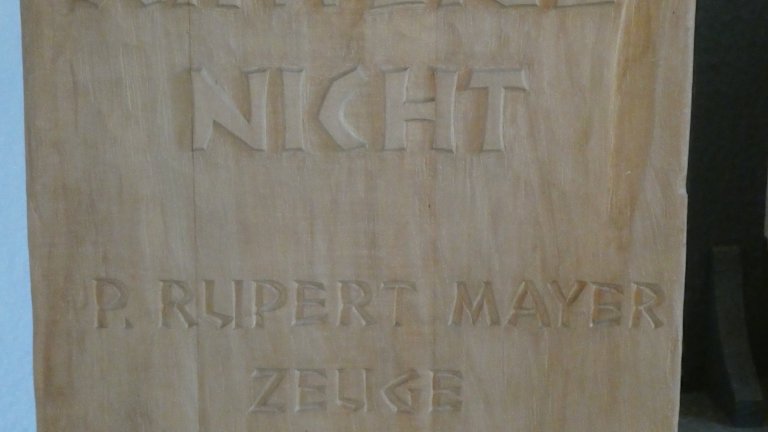 NICHT
P. RUPERT MAYER
ZEUGE